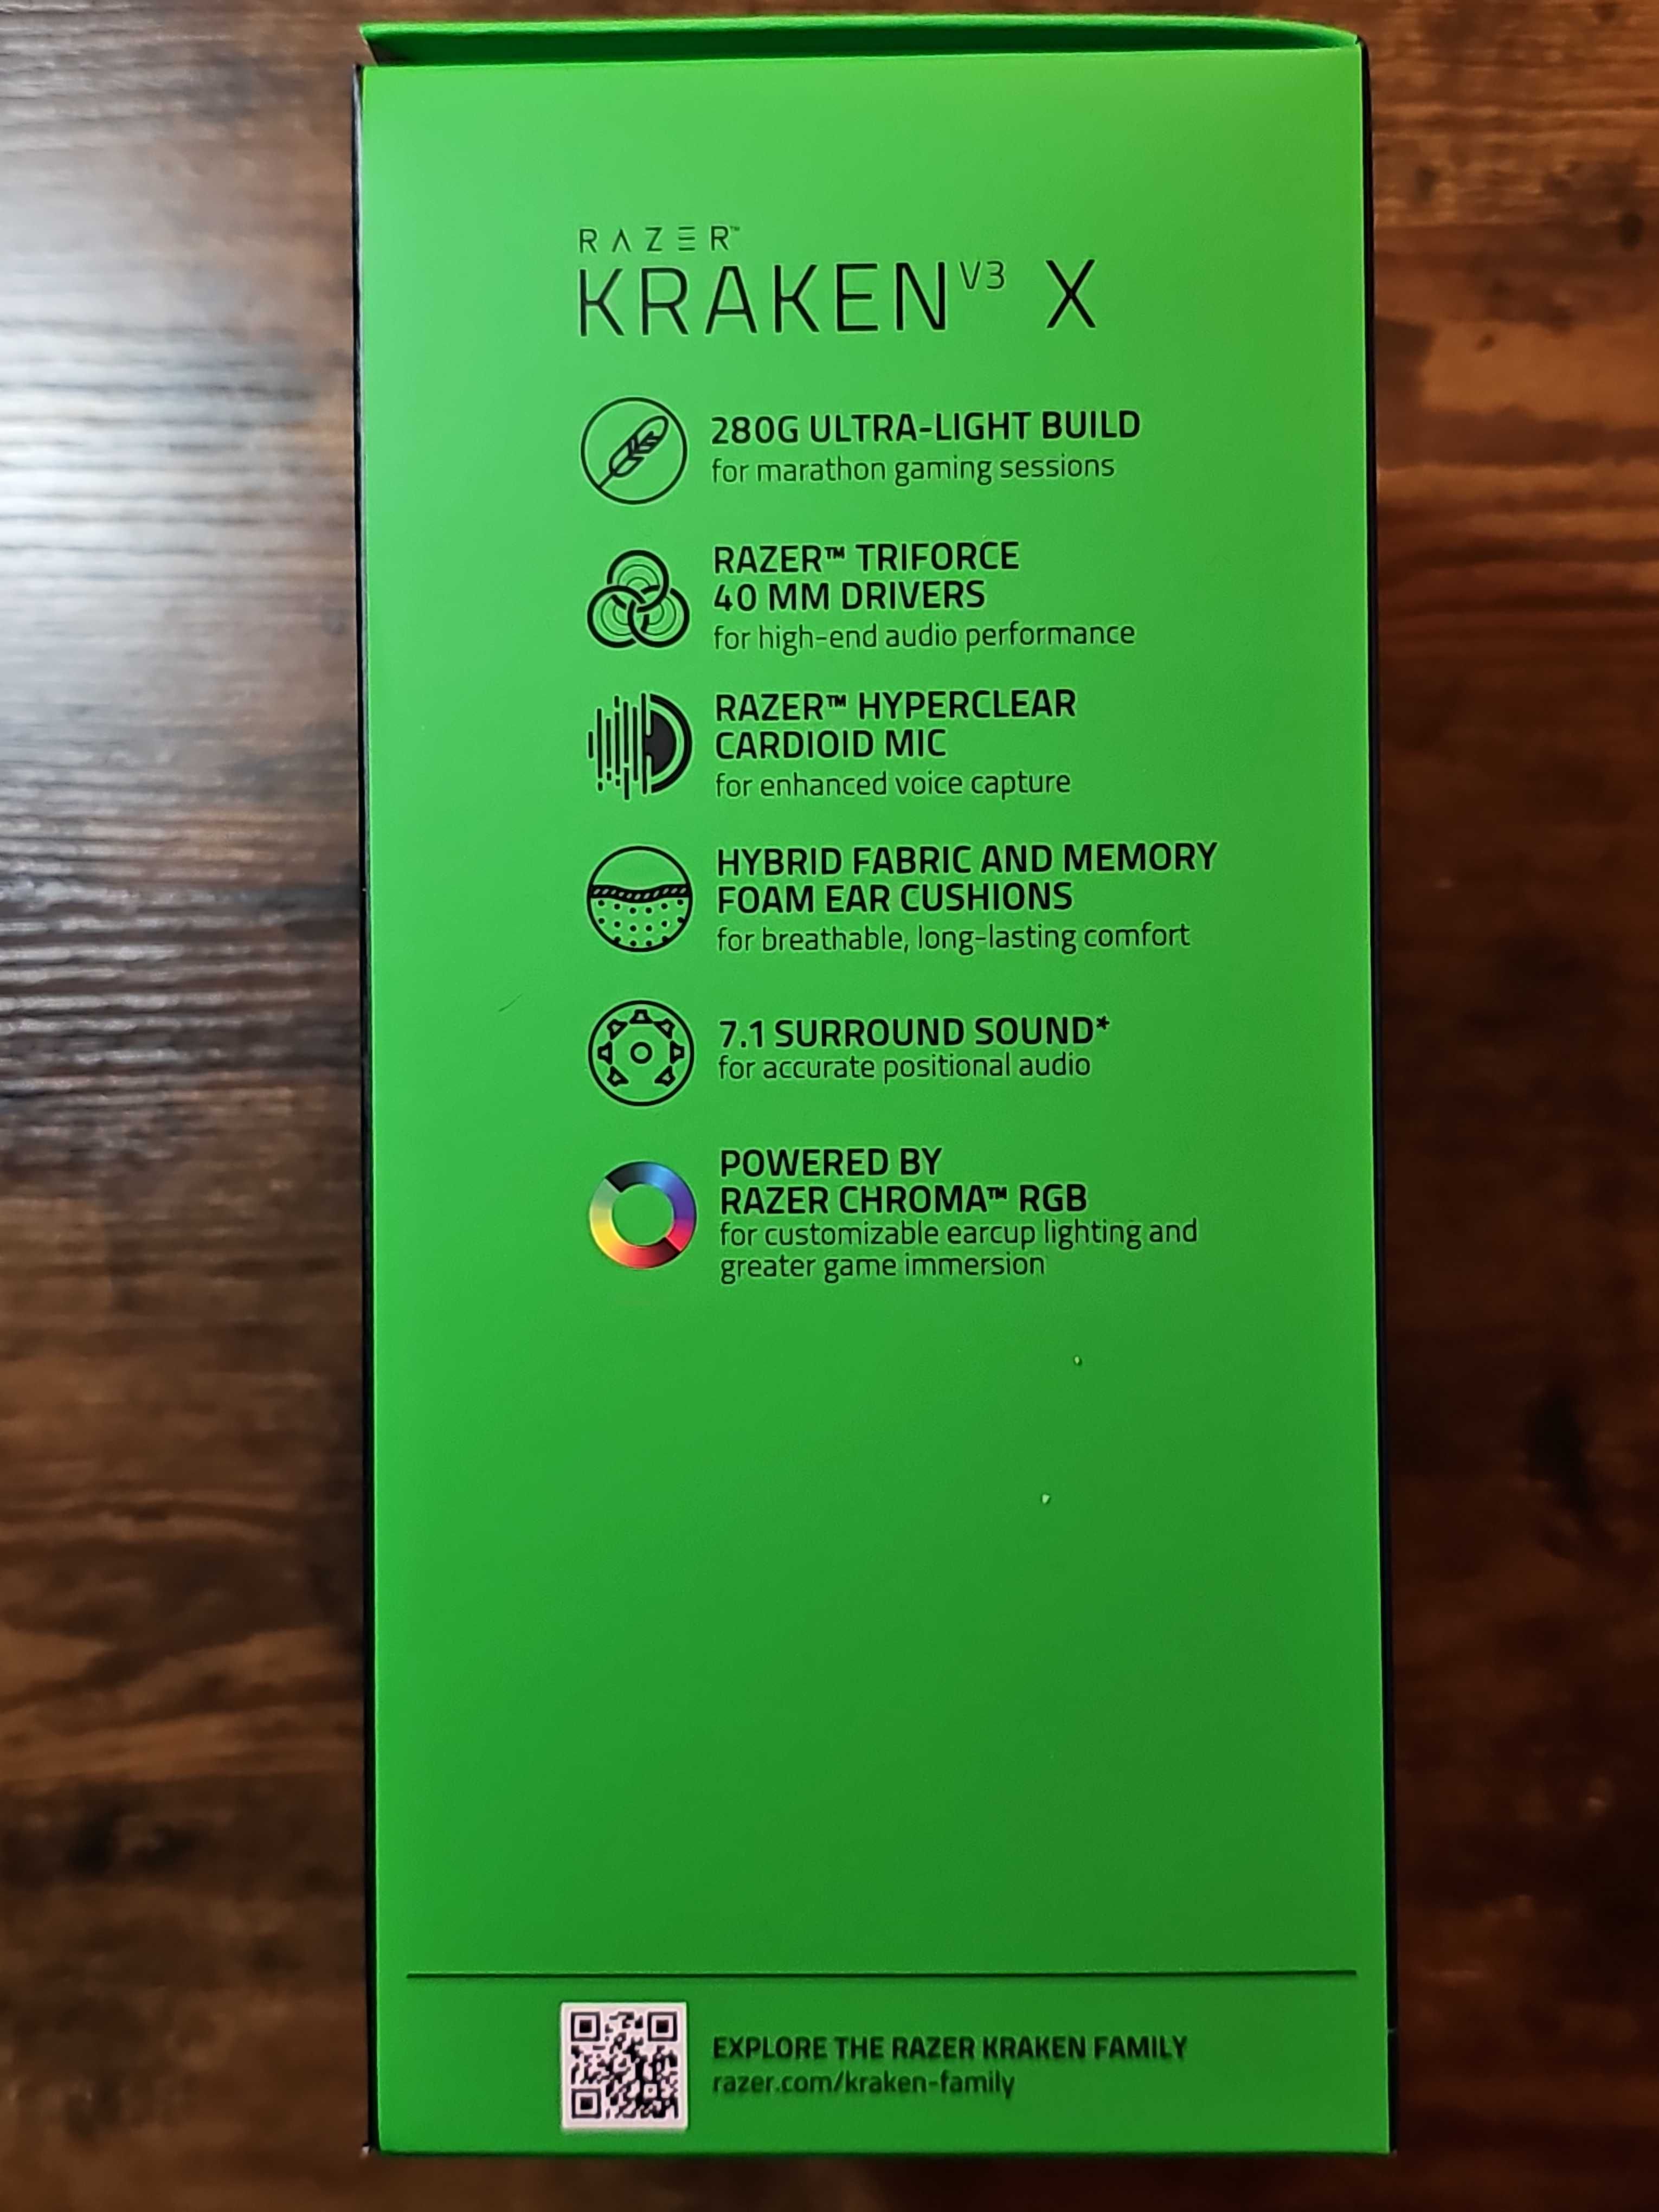 RAZER™
KRAKEN V3 X
280G ULTRA-LIGHT BUILD
for marathon gaming sessions
RAZER™ TRIFORCE
40 MM DRIVERS
for high-end audio performance
RAZER™ HYPERCLEAR
CARDIOID MIC
for enhanced voice capture
HYBRID FABRIC AND MEMORY
FOAM EAR CUSHIONS
for breathable, long-lasting comfort
7.1 SURROUND SOUND*
for accurate positional audio
POWERED BY
RAZER CHROMA™ RGB
for customizable earcup lighting and
greater game immersion
EXPLORE THE RAZER KRAKEN FAMILY
razer.com/kraken-family